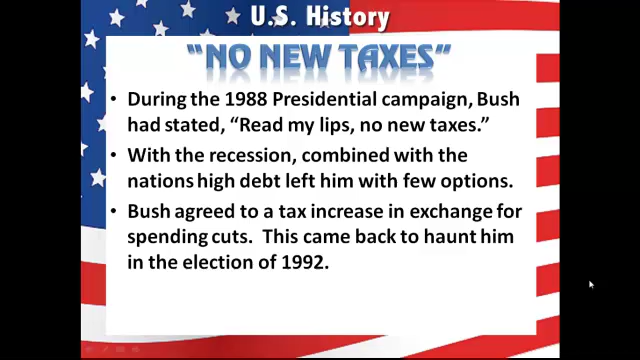 U.S. History
"NO NEW TAXES"
• During the 1988 Presidential campaign, Bush
had stated, “Read my lips, no new taxes.”
• With the recession, combined with the
nations high debt left him with few options.
• Bush agreed to a tax increase in exchange for
spending cuts.  This came back to haunt him
in the election of 1992.